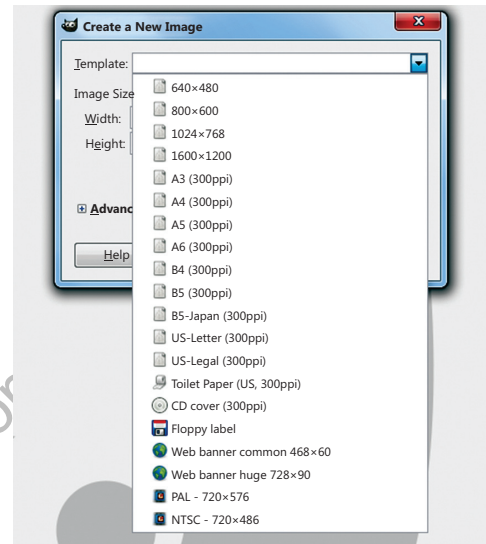 Create a New Image
Template:
Image Size
Width:
Height:
Advanc
Help
640×480
800×600
1024×768
1600×1200
A3 (300ppi)
A4 (300ppi)
A5 (300ppi)
A6 (300ppi)
B4 (300ppi)
B5 (300ppi)
B5-Japan (300ppi)
US-Letter (300ppi)
US-Legal (300ppi)
Toilet Paper (US, 300ppi)
CD cover (300ppi)
Floppy label
Web banner common 468×60
Web banner huge 728×90
PAL - 720×576
NTSC - 720×486